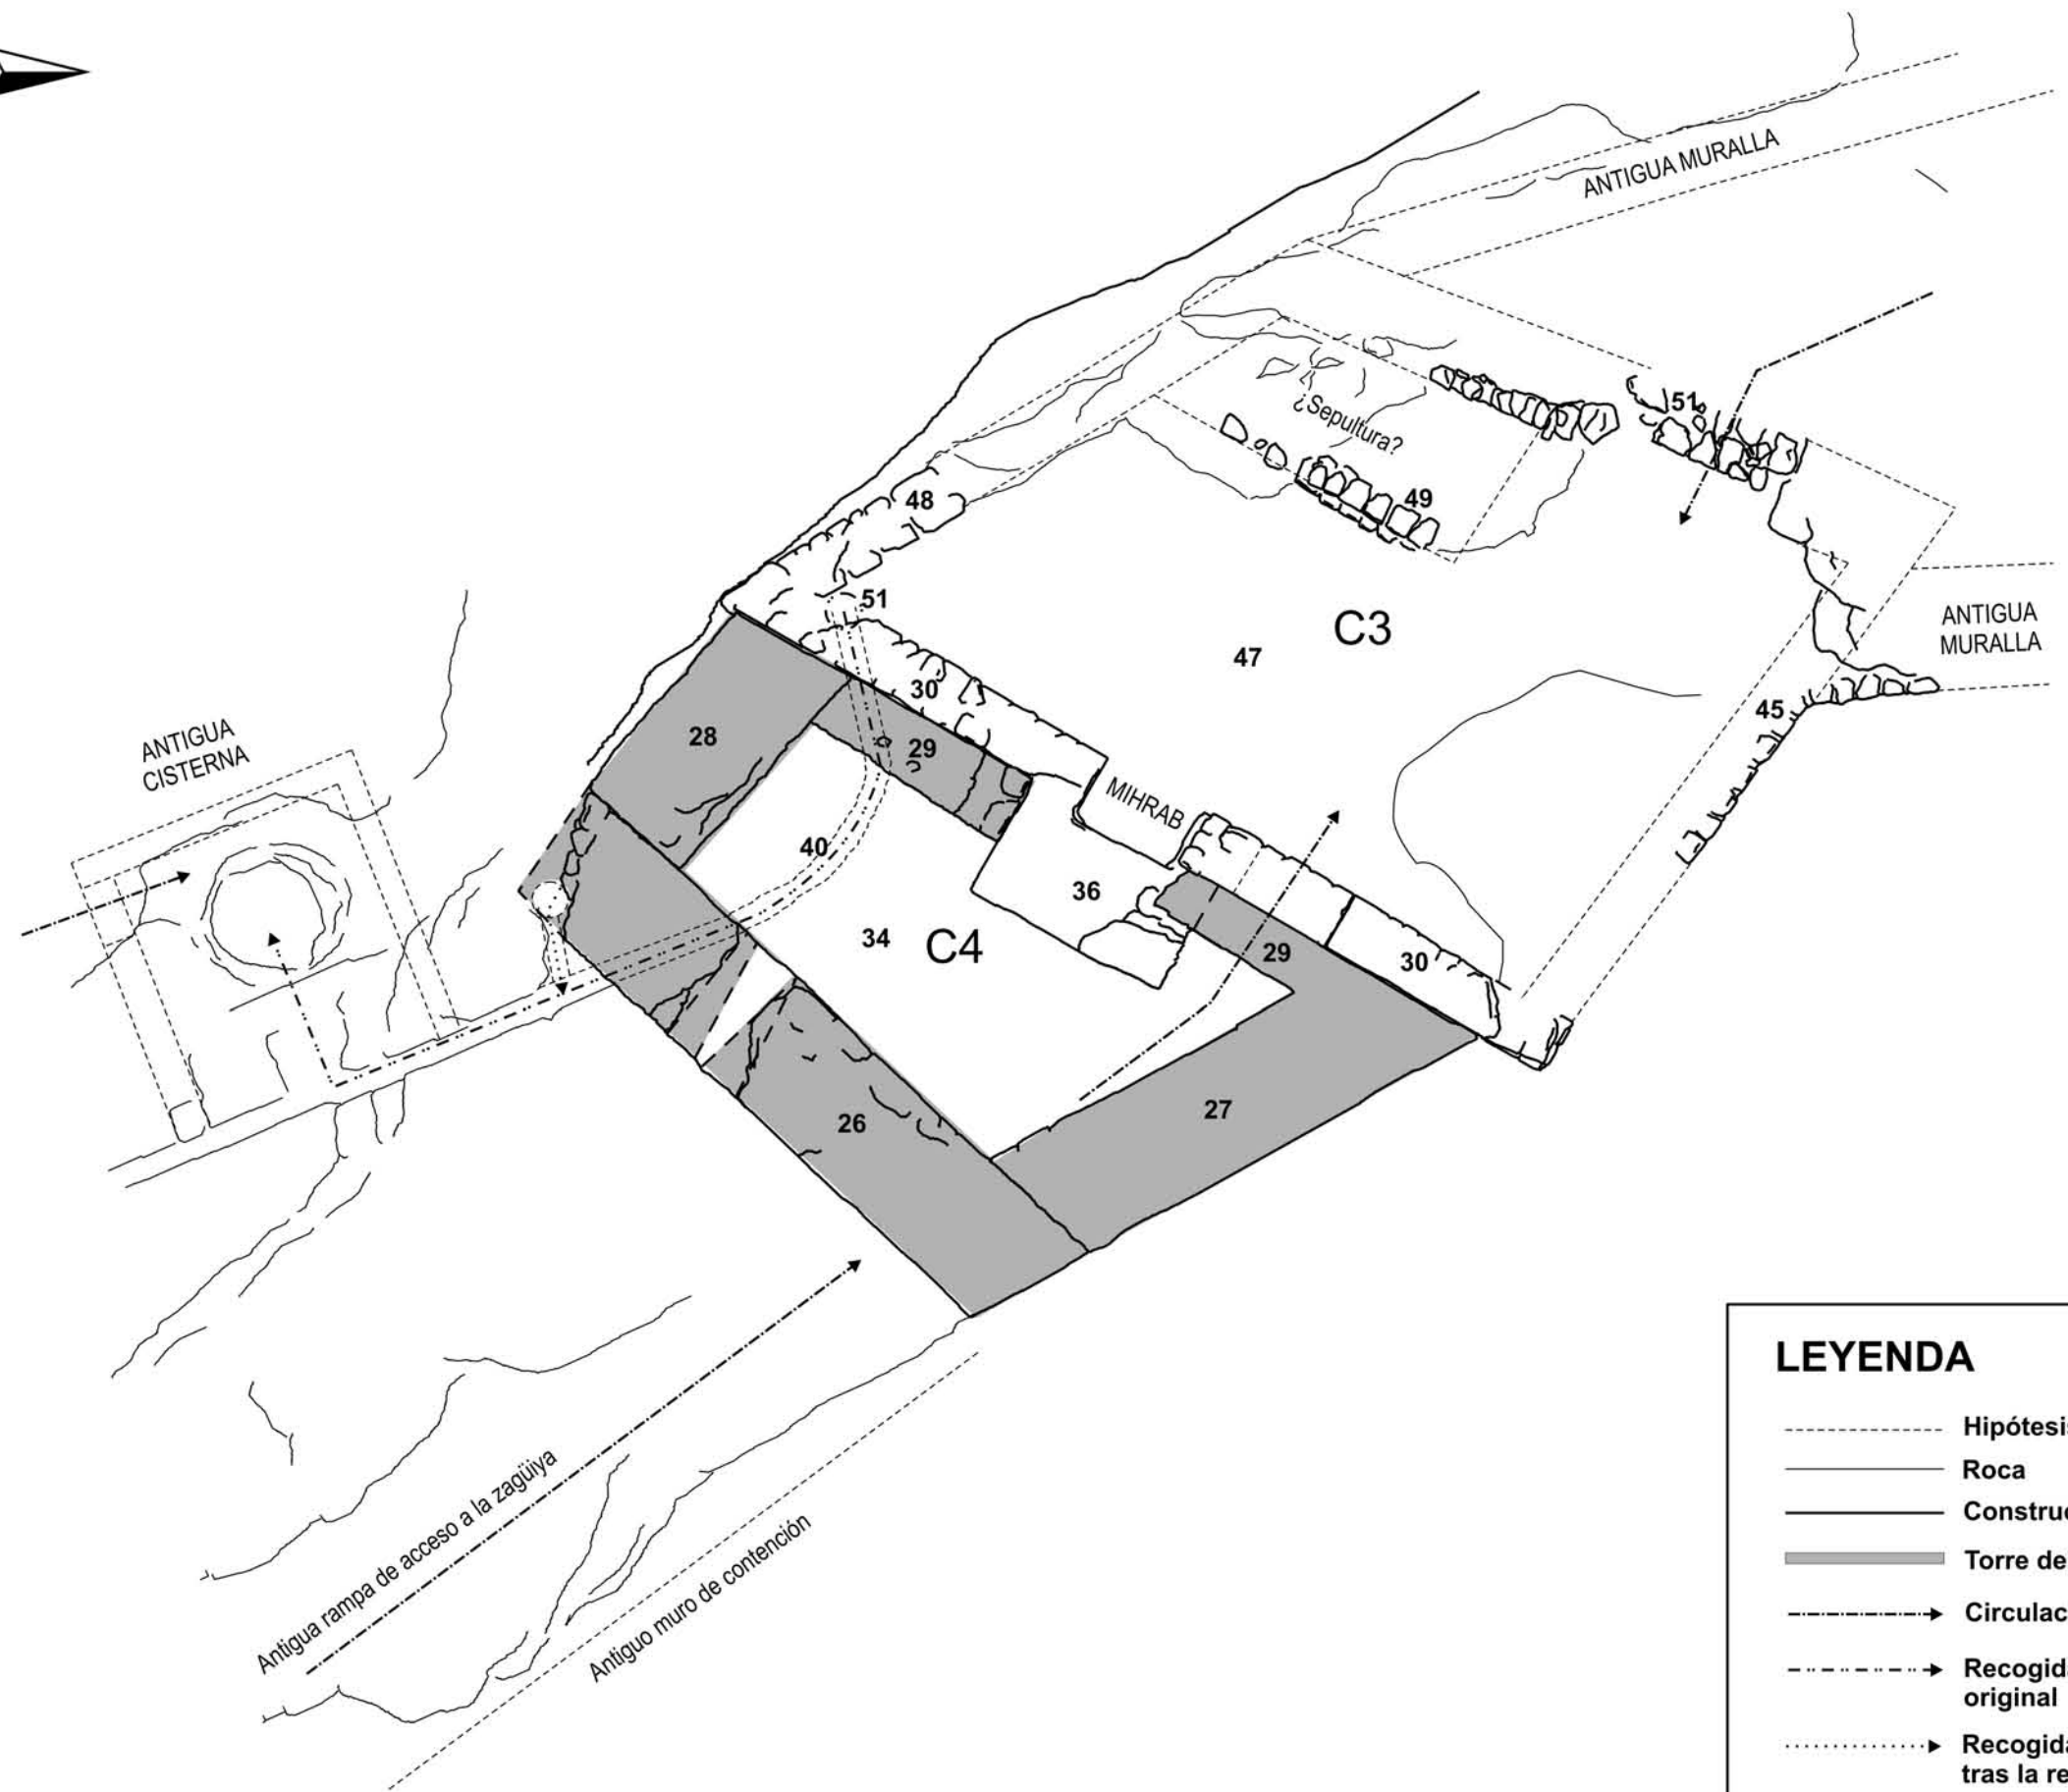 ANTIGUA MURALLA
¿Sepultura?
51
48
49
51
C3
47
ANTIGUA
MURALLA
30
45
28
29
ANTIGUA
CISTERNA
MIHRAB
40
36
34
C4
29
30
26
27
Antigua rampa de acceso a la zagüiya
Antiguo muro de contención
LEYENDA
Hipótesis
Roca
Construc
Torre de
Circulac
Recogida
original
Recogida
tras la re